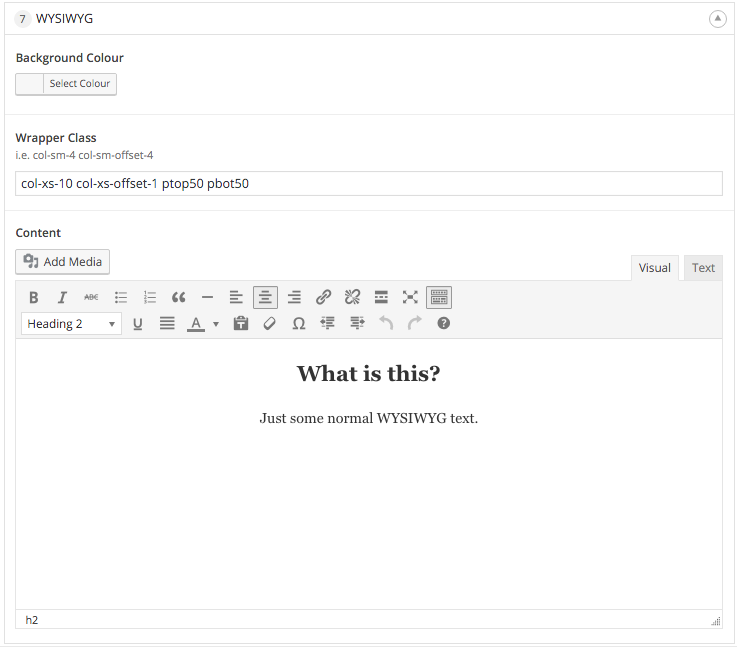 7 WYSIWYG
Background Colour
Select Colour
Wrapper Class
i.e. col-sm-4 col-sm-offset-4
col-xs-10 col-xs-offset-1 ptop50 pbot50
Content
Add Media
Visual Text
B I ABC
Heading 2 U A T Ω ?
What is this?
Just some normal WYSIWYG text.
h2